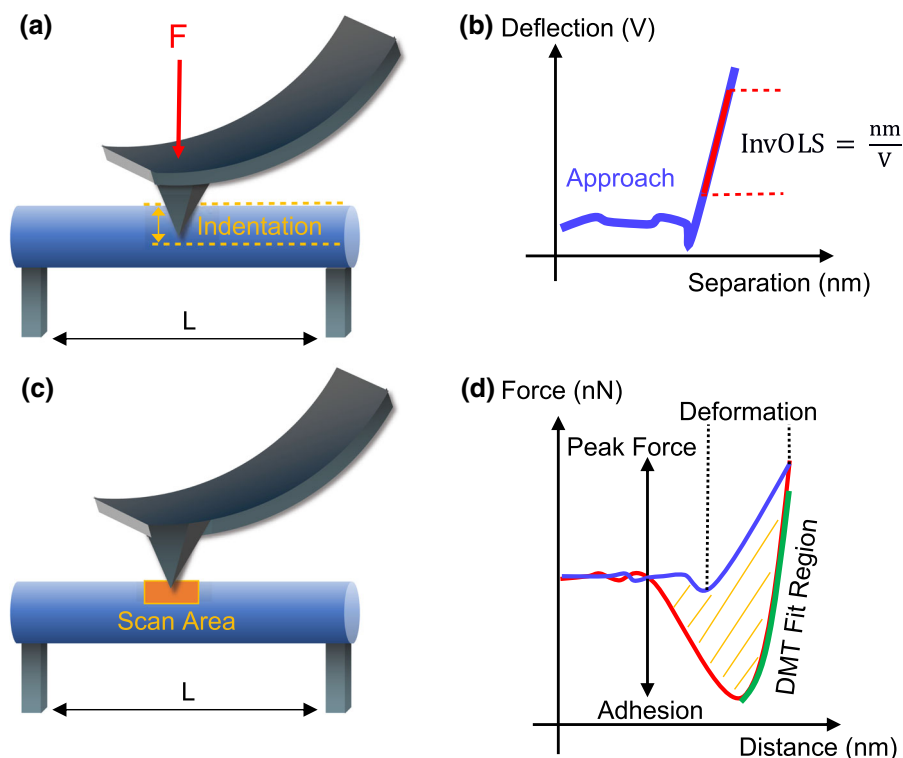 (a)
F
Indentation
L
(b)
Deflection (V)
Approach
InvOLS = nm/V
Separation (nm)
(c)
Scan Area
L
(d)
Force (nN)
Deformation
Peak Force
DMT Fit Region
Adhesion
Distance (nm)